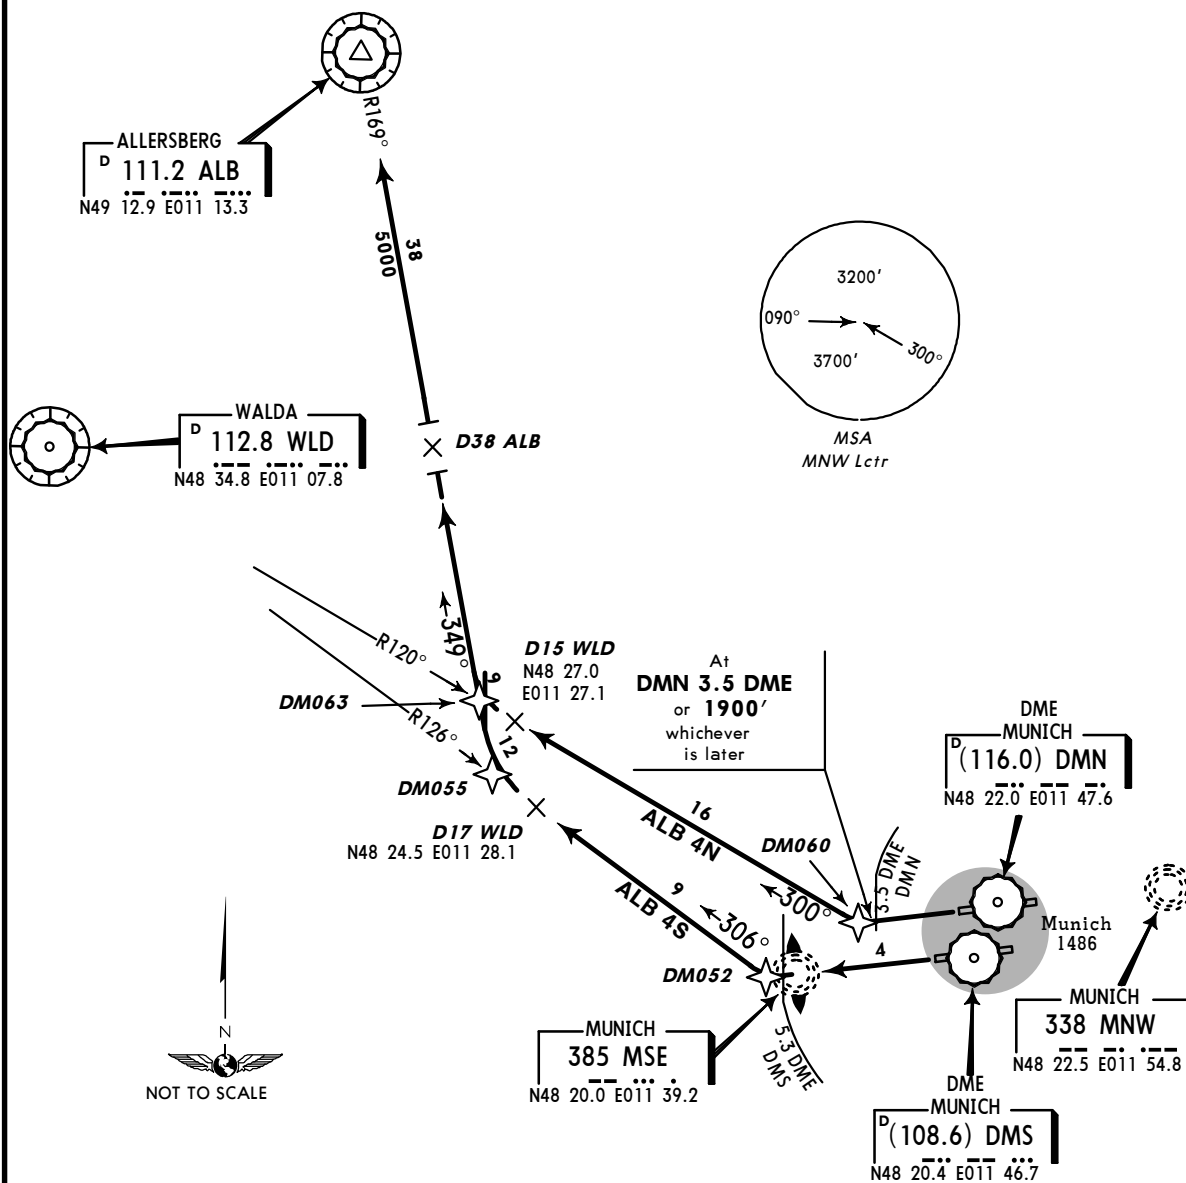 R169°
ALLERSBERG
D 111.2 ALB
N49 12.9 E011 13.3
38
5000
3200'
090°
300°
3700'
MSA
MNW Lctr
WALDA
D 112.8 WLD
N48 34.8 E011 07.8
D38 ALB
349°
R120°
D15 WLD
N48 27.0
E011 27.1
9
DM063
R126°
12
DM055
D17 WLD
N48 24.5 E011 28.1
At
DMN 3.5 DME
or 1900'
whichever
is later
DME
MUNICH
D (116.0) DMN
N48 22.0 E011 47.6
16
ALB 4N
DM060
300°
3.5 DME
DMN
9
ALB 4S
306°
DM052
4
Munich
1486
MUNICH
385 MSE
N48 20.0 E011 39.2
5.3 DME
DMS
MUNICH
338 MNW
N48 22.5 E011 54.8
DME
MUNICH
D (108.6) DMS
N48 20.4 E011 46.7
N
NOT TO SCALE